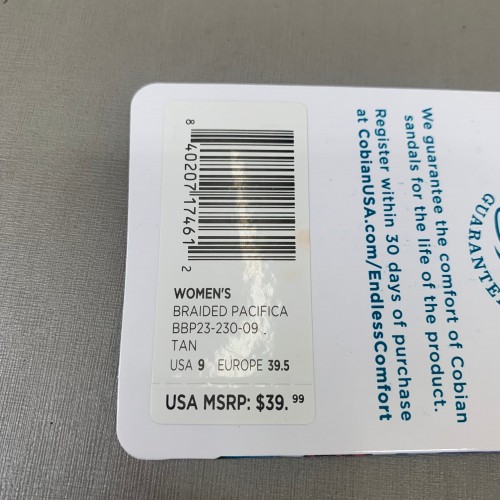 8 40207 17461 2
WOMEN'S
BRAIDED PACIFICA
BBP23-230-09
TAN
USA 9 EUROPE 39.5
USA MSRP: $39.99
We guarantee the comfort of Cobian
sandals for the life of the product.
Register within 30 days of purchase
at CobianUSA.com/EndlessComfort